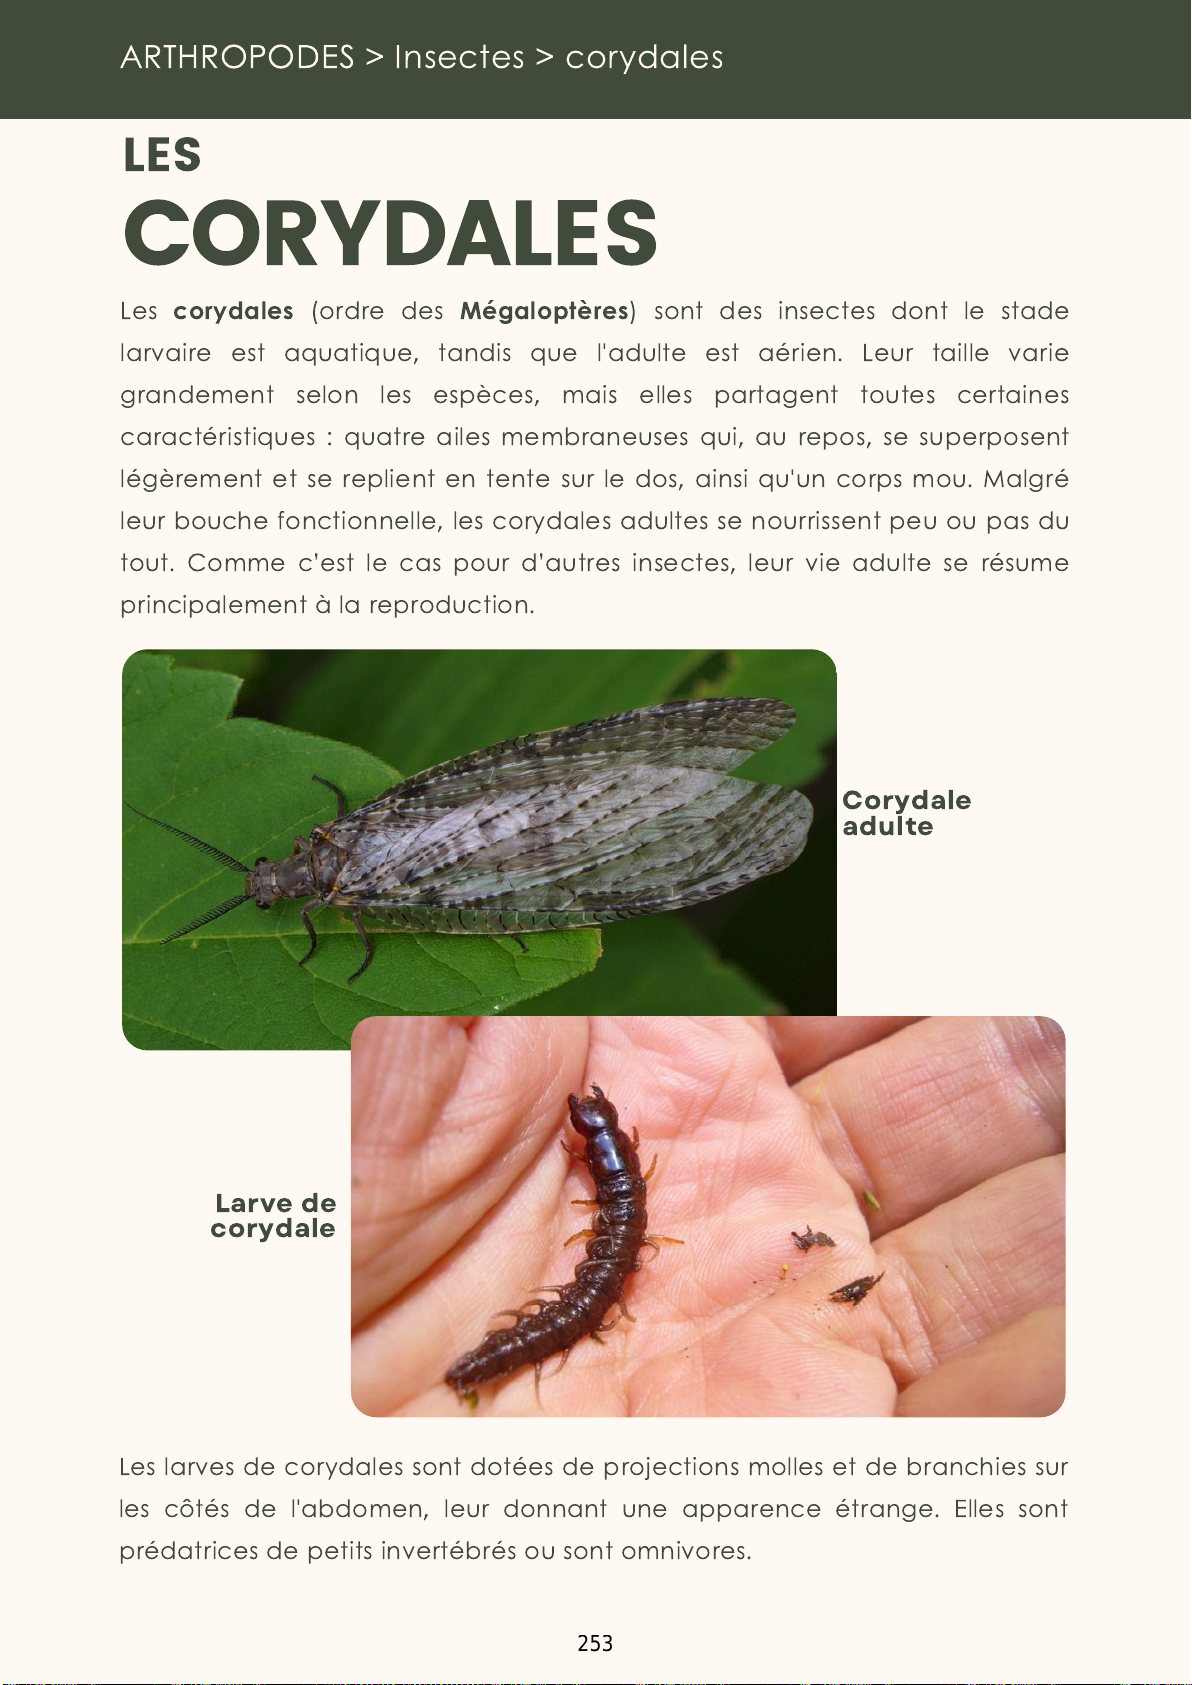 ARTHROPODES > Insectes > corydales
LES
CORYDALES
Les corydales (ordre des Mégaloptères) sont des insectes dont le stade
larvaire est aquatique, tandis que l'adulte est aérien. Leur taille varie
grandement selon les espèces, mais elles partagent toutes certaines
caractéristiques : quatre ailes membraneuses qui, au repos, se superposent
légèrement et se replient en tente sur le dos, ainsi qu'un corps mou. Malgré
leur bouche fonctionnelle, les corydales adultes se nourrissent peu ou pas du
tout. Comme c’est le cas pour d’autres insectes, leur vie adulte se résume
principalement à la reproduction.
Corydale
adulte
Larve de
corydale
Les larves de corydales sont dotées de projections molles et de branchies sur
les côtés de l'abdomen, leur donnant une apparence étrange. Elles sont
prédatrices de petits invertébrés ou sont omnivores.
253